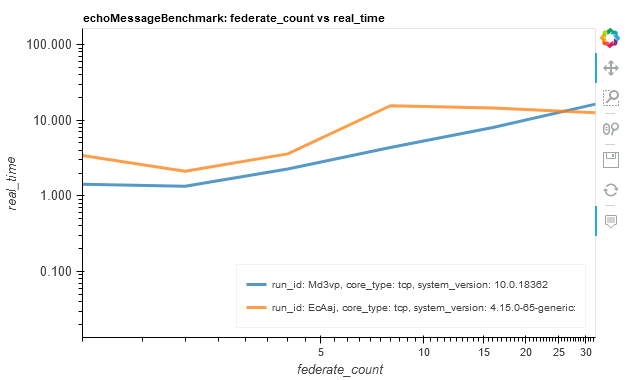 echoMessageBenchmark: federate_count vs real_time
100.000
10.000
1.000
0.100
real_time
run_id: Md3vp, core_type: tcp, system_version: 10.0.18362
run_id: EcAaj, core_type: tcp, system_version: 4.15.0-65-generic:
5
10
15
20
25
30
federate_count